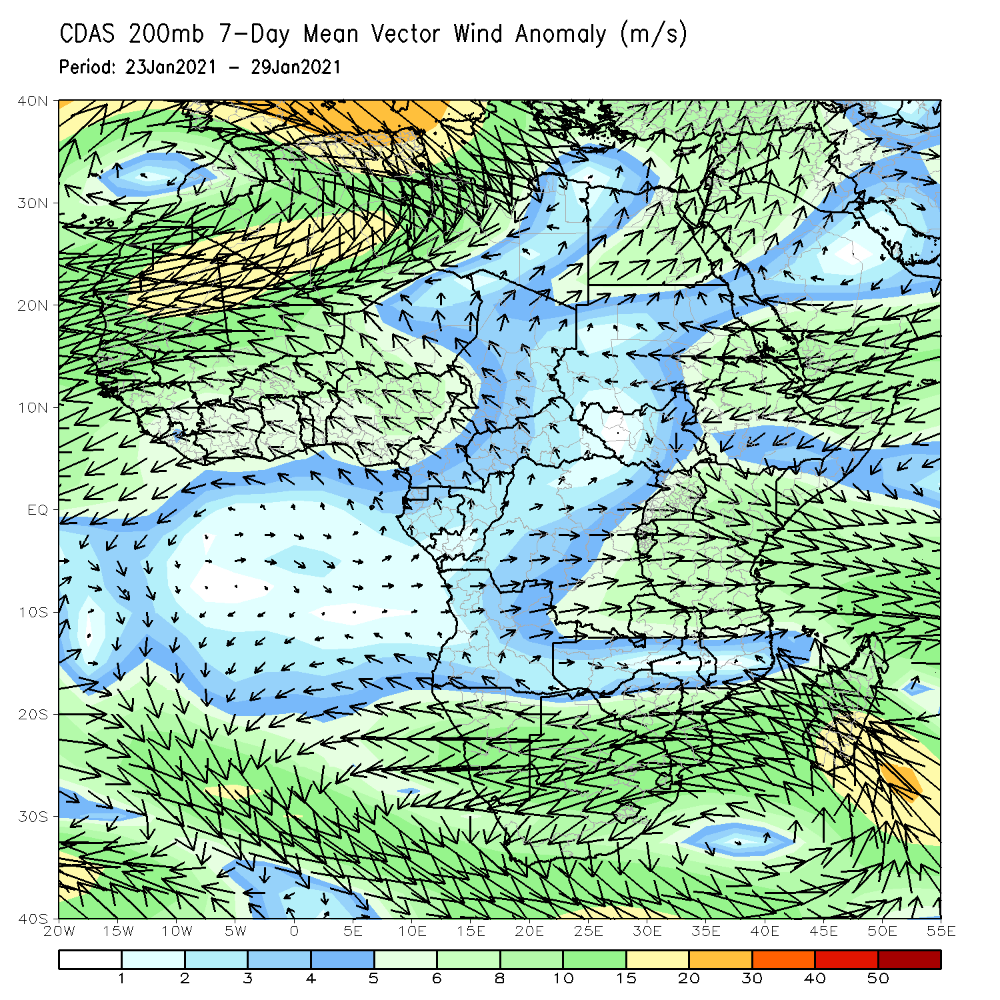 CDAS 200mb 7-Day Mean Vector Wind Anomaly (m/s)
Period: 23Jan2021 - 29Jan2021
40N
30N
20N
10N
EQ
10S
20S
30S
40S
20W 15W 10W 5W 0 5E 10E 15E 20E 25E 30E 35E 40E 45E 50E 55E
1 2 3 4 5 6 8 10 15 20 30 40 50